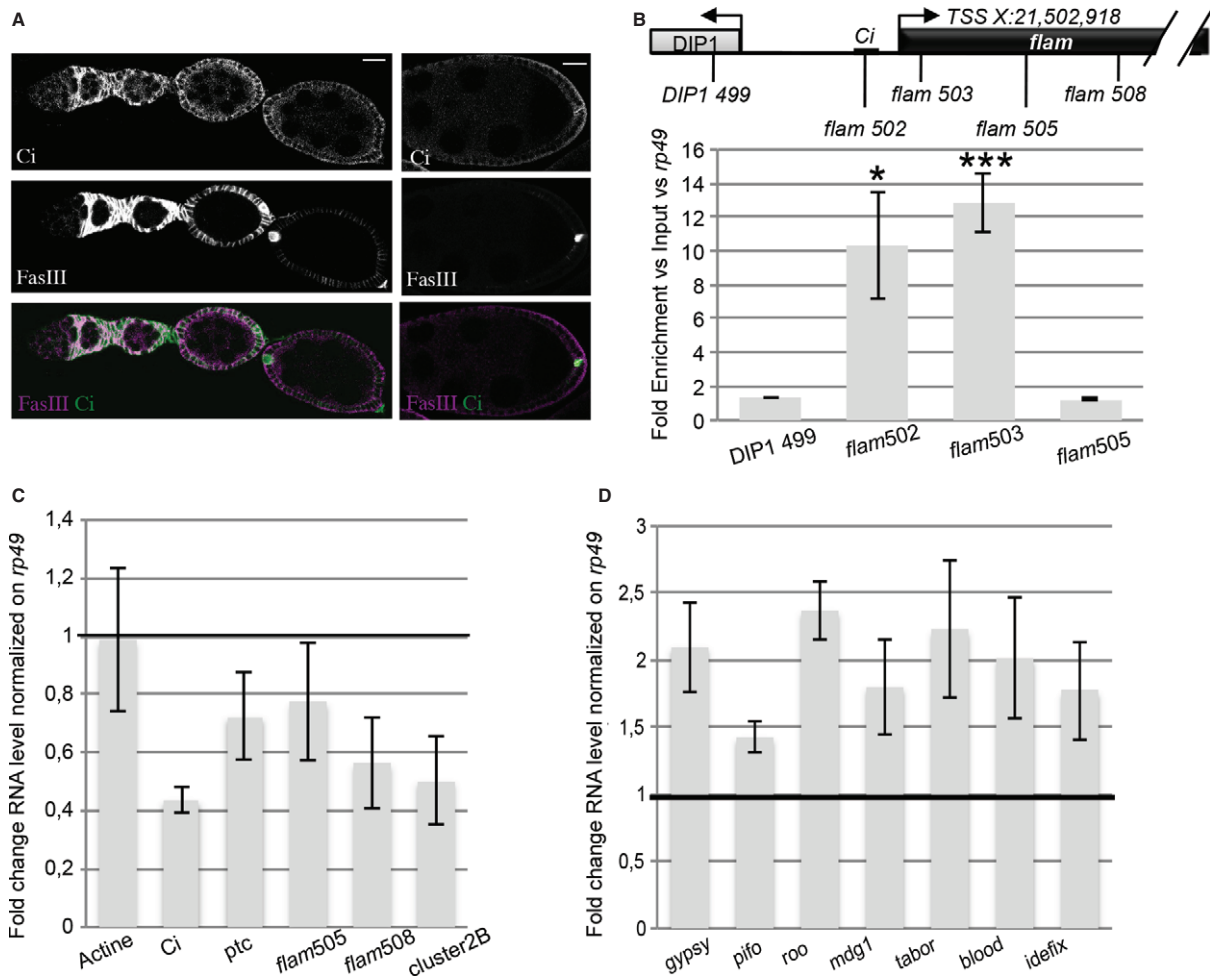 A
Ci
Ci
FasIII
FasIII
FasIII Ci
FasIII Ci
B
TSS X:21,502,918
DIP1
Ci
flam
DIP1 499
flam 503
flam 508
flam 502
flam 505
Fold Enrichment vs Input vs rp49
16
14
12
10
8
6
4
2
0
*
***
DIP1 499
flam502
flam503
flam505
C
Fold change RNA level normalized on rp49
1,4
1,2
1
0,8
0,6
0,4
0,2
0
Actine
Ci
ptc
flam505
flam508
cluster2B
D
Fold change RNA level normalized on rp49
3
2,5
2
1,5
1
0,5
0
gypsy
pifo
roo
mdg1
tabor
blood
idefix